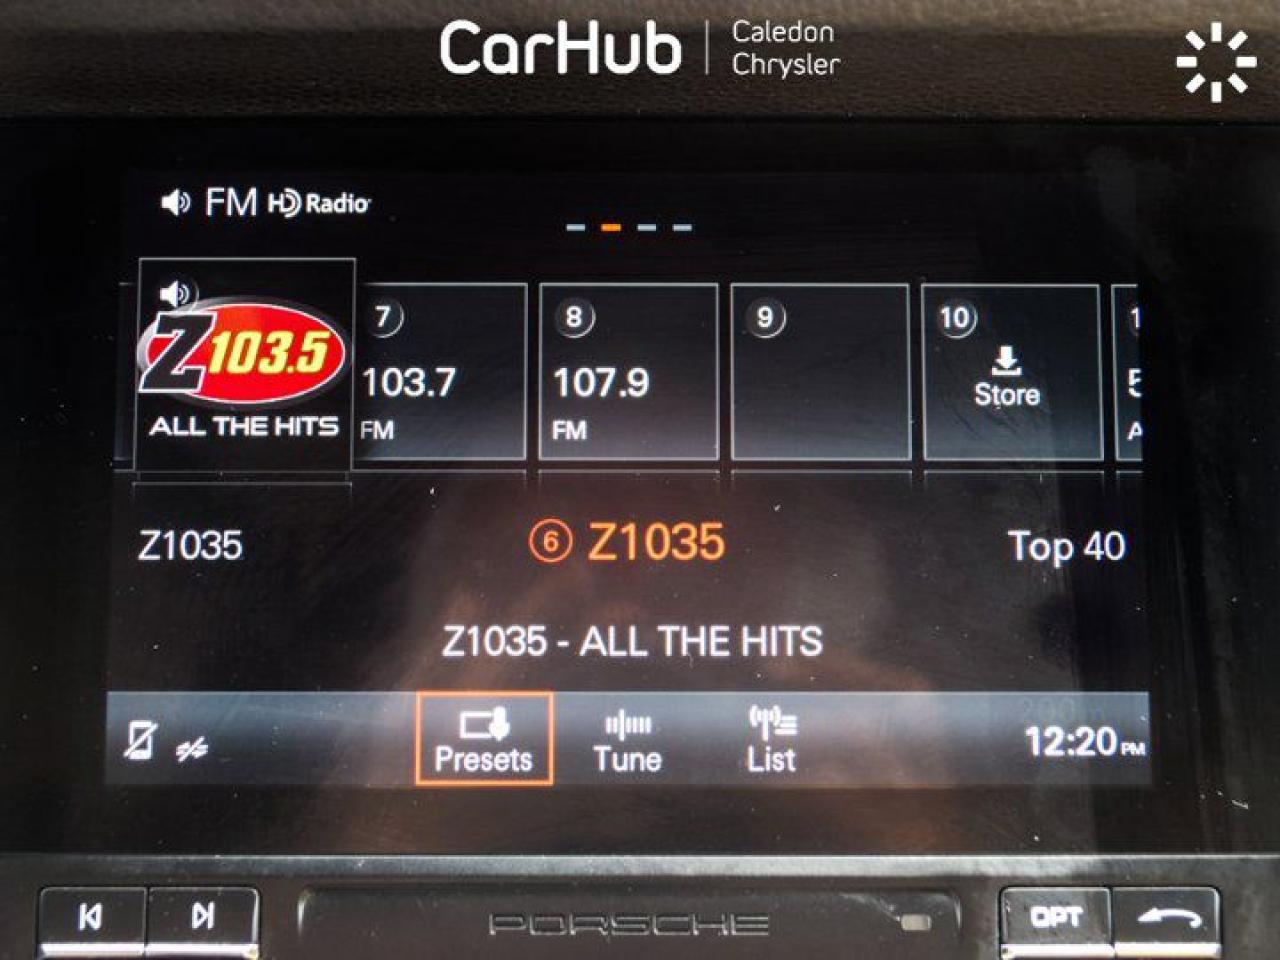 CarHub
Caledon
Chrysler
FM HD Radio
Z103.5
ALL THE HITS
7
103.7
FM
8
107.9
FM
9
10
Store
Z1035
6 Z1035
Top 40
Z1035 - ALL THE HITS
Presets
Tune
List
12:20 PM
PORSCHE
OPT